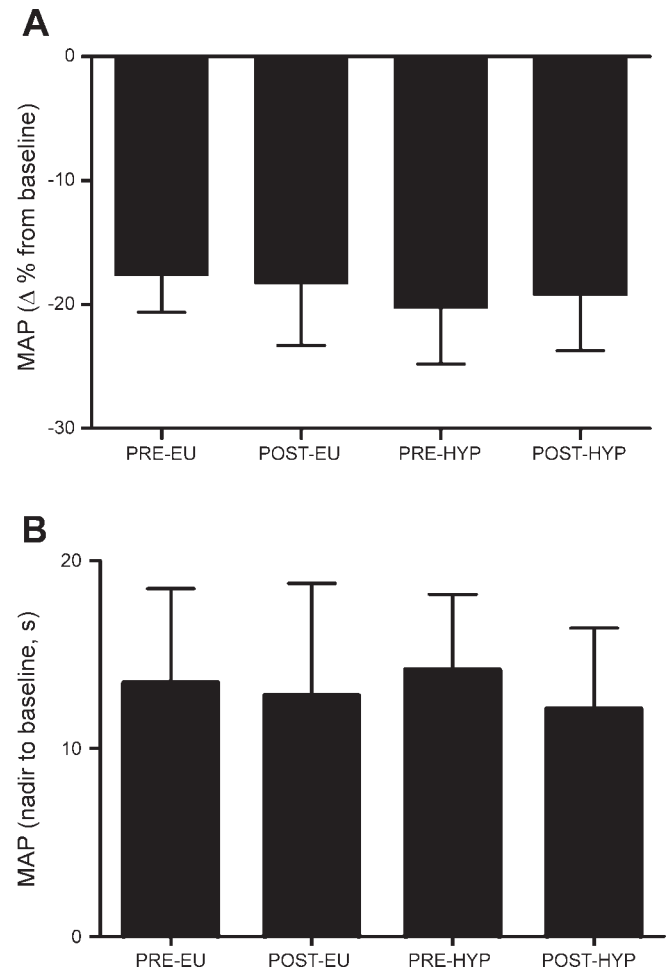 A
MAP (Δ % from baseline)
0
-10
-20
-30
PRE-EU POST-EU PRE-HYP POST-HYP
B
MAP (nadir to baseline, s)
20
10
0
PRE-EU POST-EU PRE-HYP POST-HYP